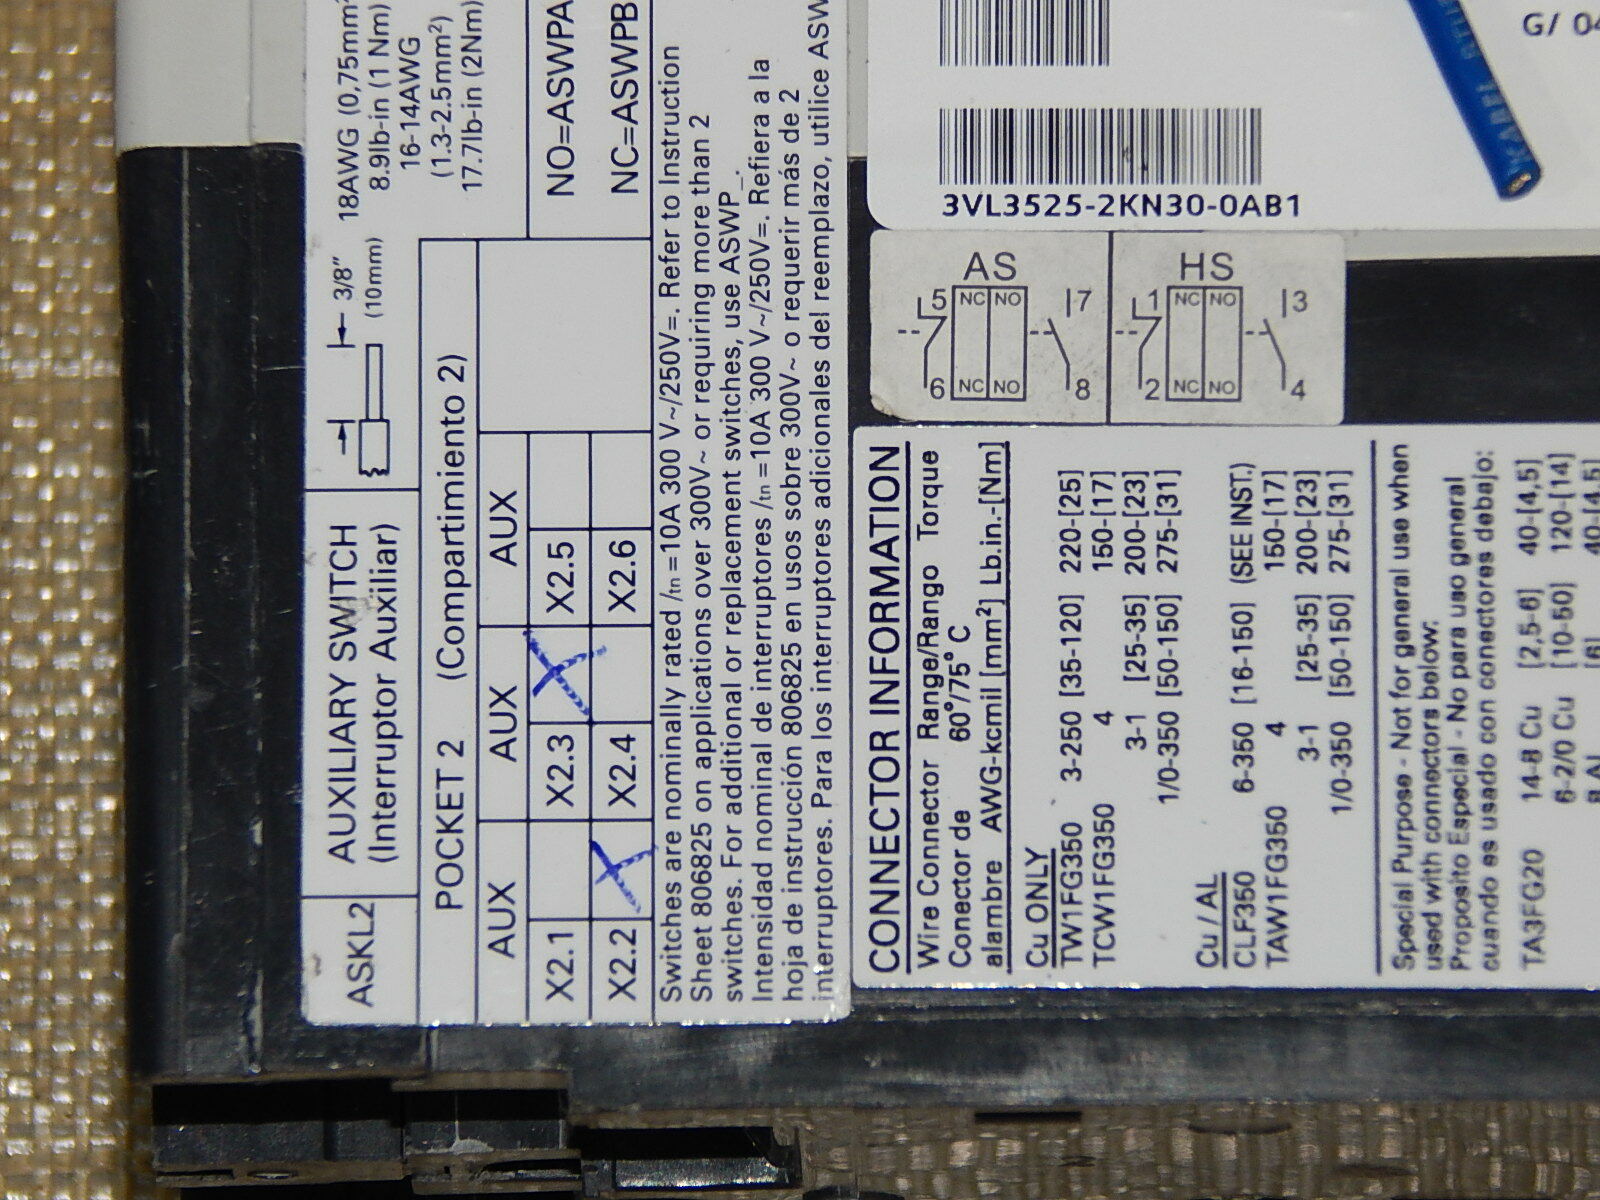 18AWG (0,75mm²
8.9lb-in (1 Nm)
16-14AWG
(1.3-2.5mm²)
17.7lb-in (2Nm)
3/8"
(10mm)
ASKL2
AUXILIARY SWITCH
(Interruptor Auxiliar)
POCKET 2 (Compartimiento 2)
AUX AUX AUX
X2.1 X2.3 X2.5 NO=ASWPA
X2.2 X2.4 X2.6 NC=ASWPB
Switches are nominally rated /tn =10A 300 V~/250V=. Refer to Instruction
Sheet 806825 on applications over 300V~ or requiring more than 2
switches. For additional or replacement switches, use ASWP_.
Intensidad nominal de interruptores /tn =10A 300 V~/250V=. Refiera a la
hoja de instrucción 806825 en usos sobre 300V~ o requerir más de 2
interruptores. Para los interruptores adicionales del reemplazo, utilice ASW
G/ 04
3VL3525-2KN30-0AB1
AS
5 NC NO 7
6 NC NO 8
HS
1 NC NO 3
2 NC NO 4
CONNECTOR INFORMATION
Wire Connector Range/Rango Torque
Conector de 60°/75° C
alambre AWG-kcmil [mm²] Lb.in.-[Nm]
Cu ONLY
TW1FG350 3-250 [35-120] 220-[25]
TCW1FG350 4 150-[17]
3-1 [25-35] 200-[23]
1/0-350 [50-150] 275-[31]
Cu / AL
CLF350 6-350 [16-150] (SEE INST.)
TAW1FG350 4 150-[17]
3-1 [25-35] 200-[23]
1/0-350 [50-150] 275-[31]
Special Purpose - Not for general use when
used with connectors below:
Proposito Especial - No para uso general
cuando es usado con conectores debajo:
TA3FG20 14-8 Cu [2,5-6] 40-[4,5]
6-2/0 Cu [10-50] 120-[14]
8 AL [6] 40-[4,5]